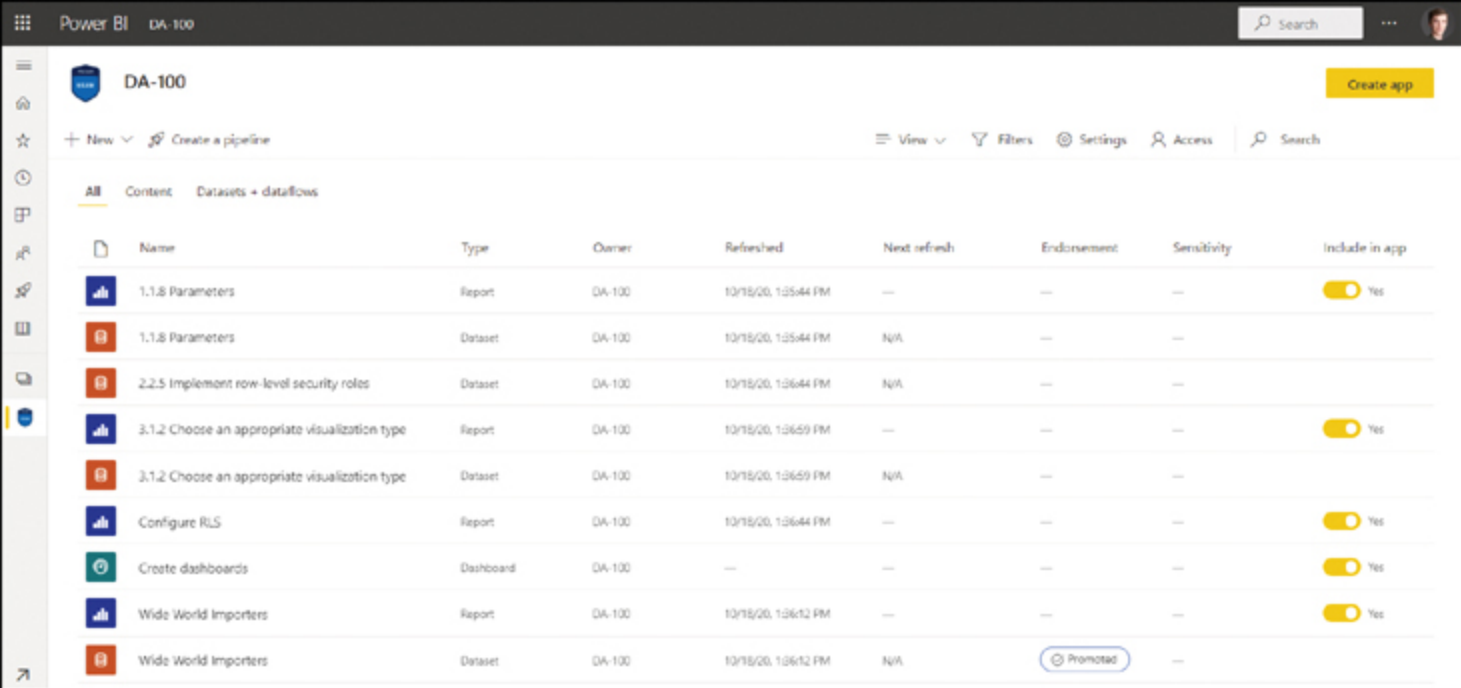 Power BI DA-100 Search ...
DA-100 Create app
+ New Create a pipeline View Filters Settings Access Search
All Content Datasets + dataflows
Name Type Owner Refreshed Next refresh Endorsement Sensitivity Include in app
1.1.8 Parameters Report DA-100 10/18/20, 1:35:44 PM — — — Yes
1.1.8 Parameters Dataset DA-100 10/18/20, 1:35:44 PM N/A — —
2.2.5 Implement row-level security roles Dataset DA-100 10/18/20, 1:36:44 PM N/A — —
3.1.2 Choose an appropriate visualization type Report DA-100 10/18/20, 1:36:59 PM — — — Yes
3.1.2 Choose an appropriate visualization type Dataset DA-100 10/18/20, 1:36:59 PM N/A — —
Configure RLS Report DA-100 10/18/20, 1:36:44 PM — — — Yes
Create dashboards Dashboard DA-100 — — — — Yes
Wide World Importers Report DA-100 10/18/20, 1:36:12 PM — — — Yes
Wide World Importers Dataset DA-100 10/18/20, 1:36:12 PM N/A Promoted —